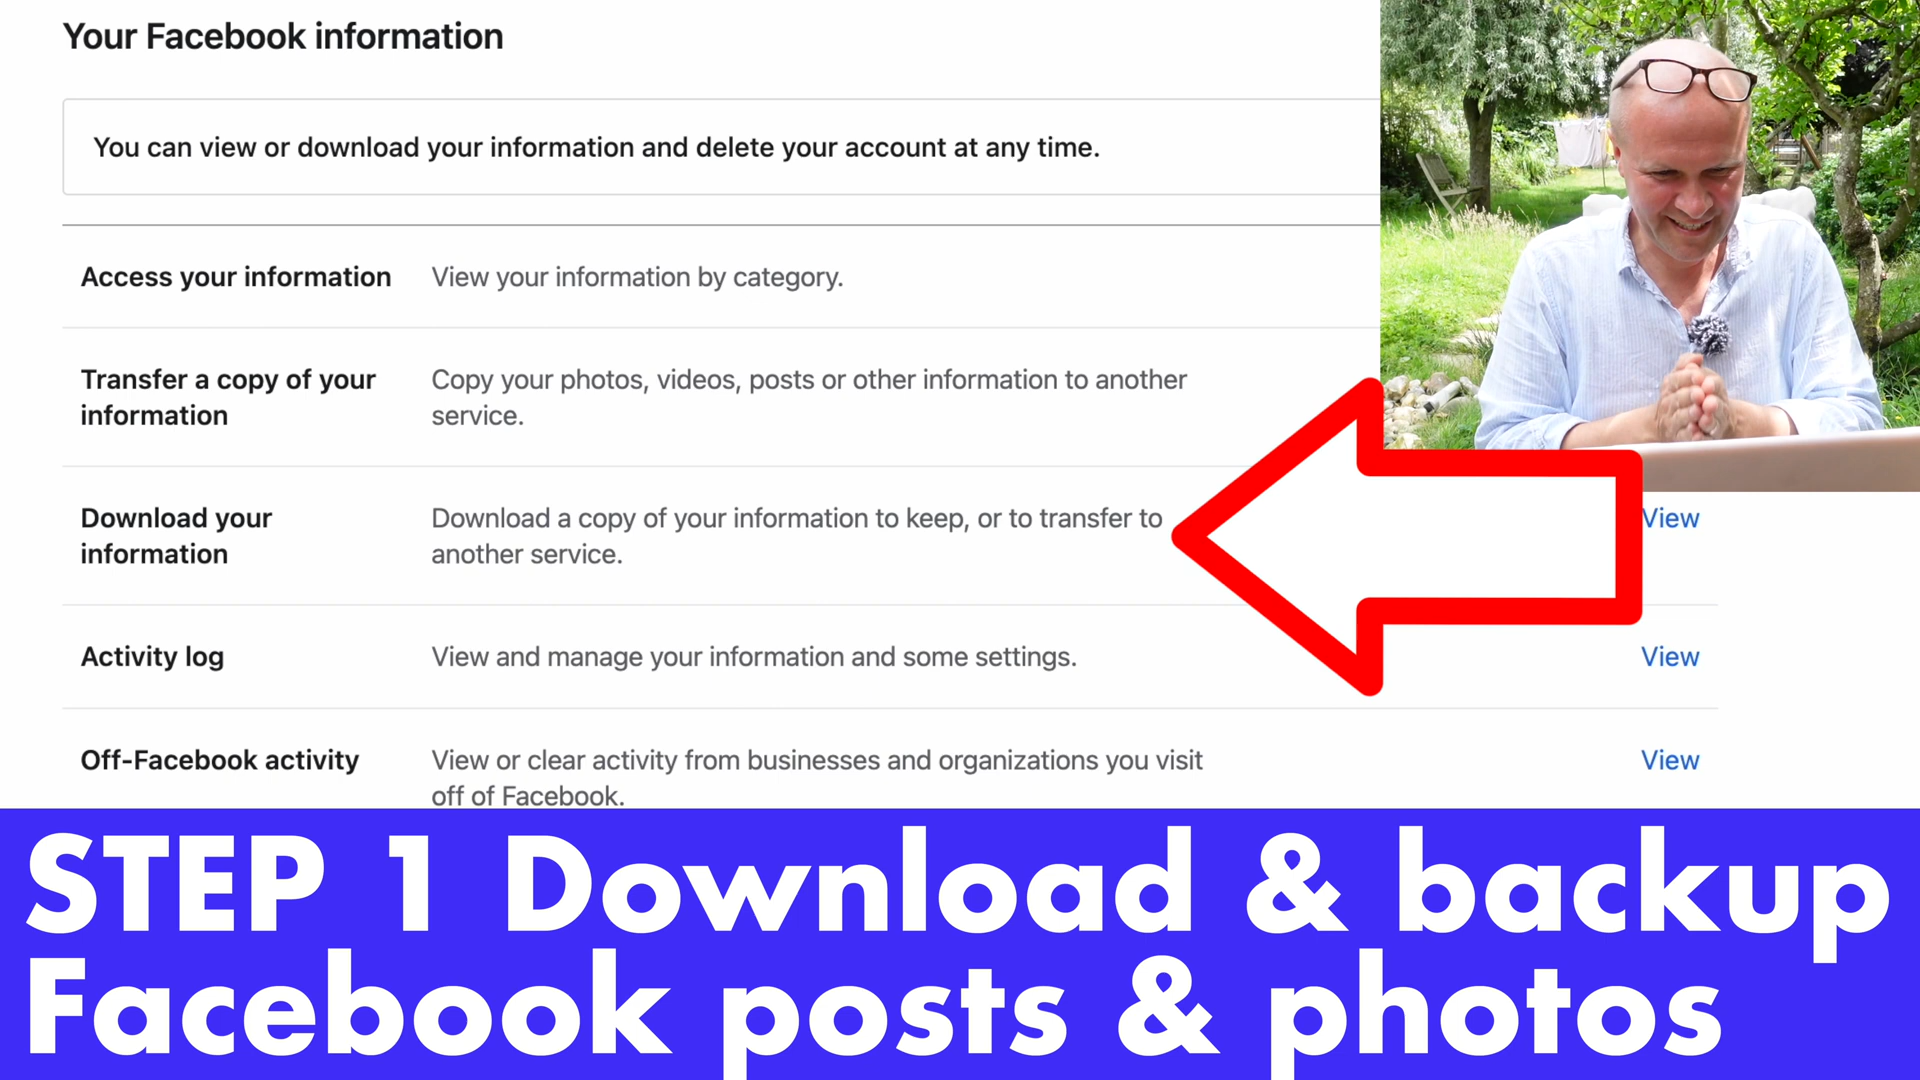 Your Facebook information
You can view or download your information and delete your account at any time.
Access your information View your information by category.
Transfer a copy of your Copy your photos, videos, posts or other information to another
information service.
Download your Download a copy of your information to keep, or to transfer to View
information another service.
Activity log View and manage your information and some settings. View
Off-Facebook activity View or clear activity from businesses and organizations you visit View
off of Facebook.
STEP 1 Download & backup
Facebook posts & photos